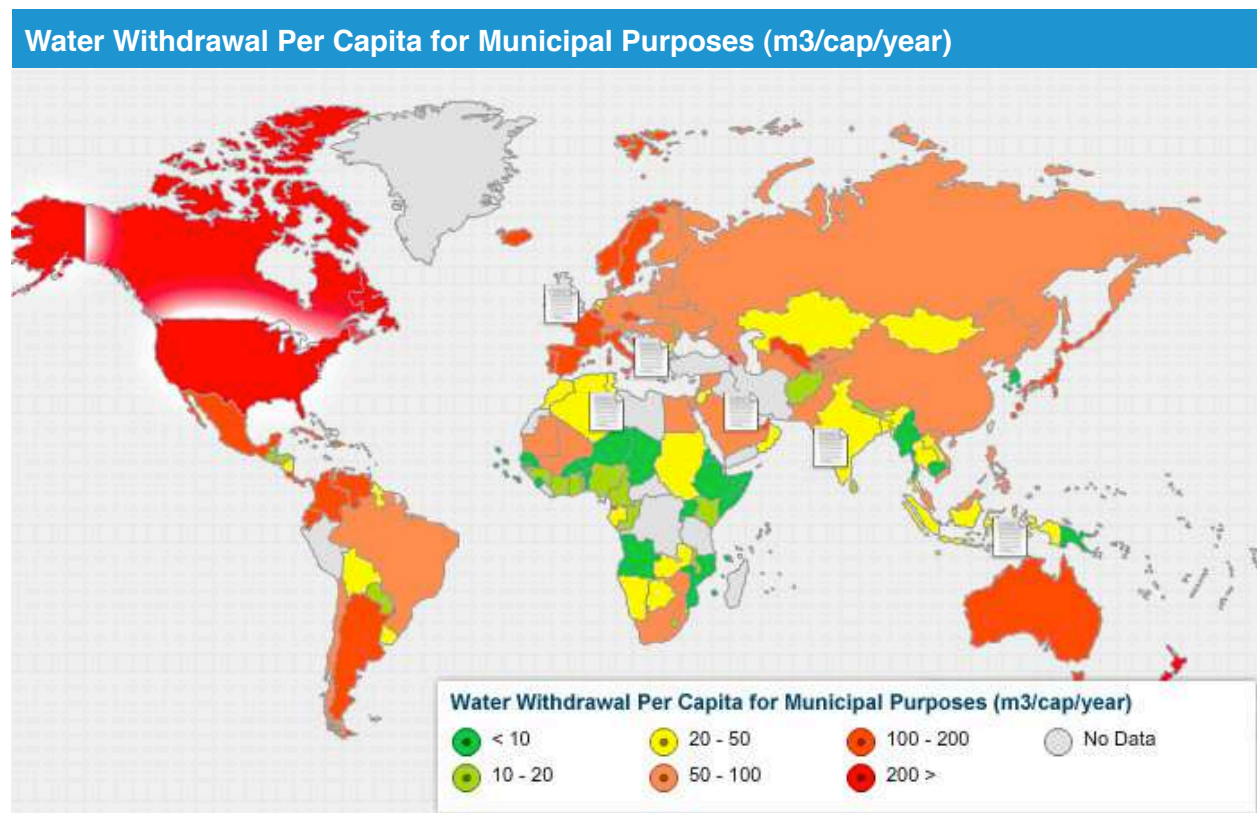 Water Withdrawal Per Capita for Municipal Purposes (m3/cap/year)
Water Withdrawal Per Capita for Municipal Purposes (m3/cap/year)
< 10
20 - 50
100 - 200
No Data
10 - 20
50 - 100
200 >